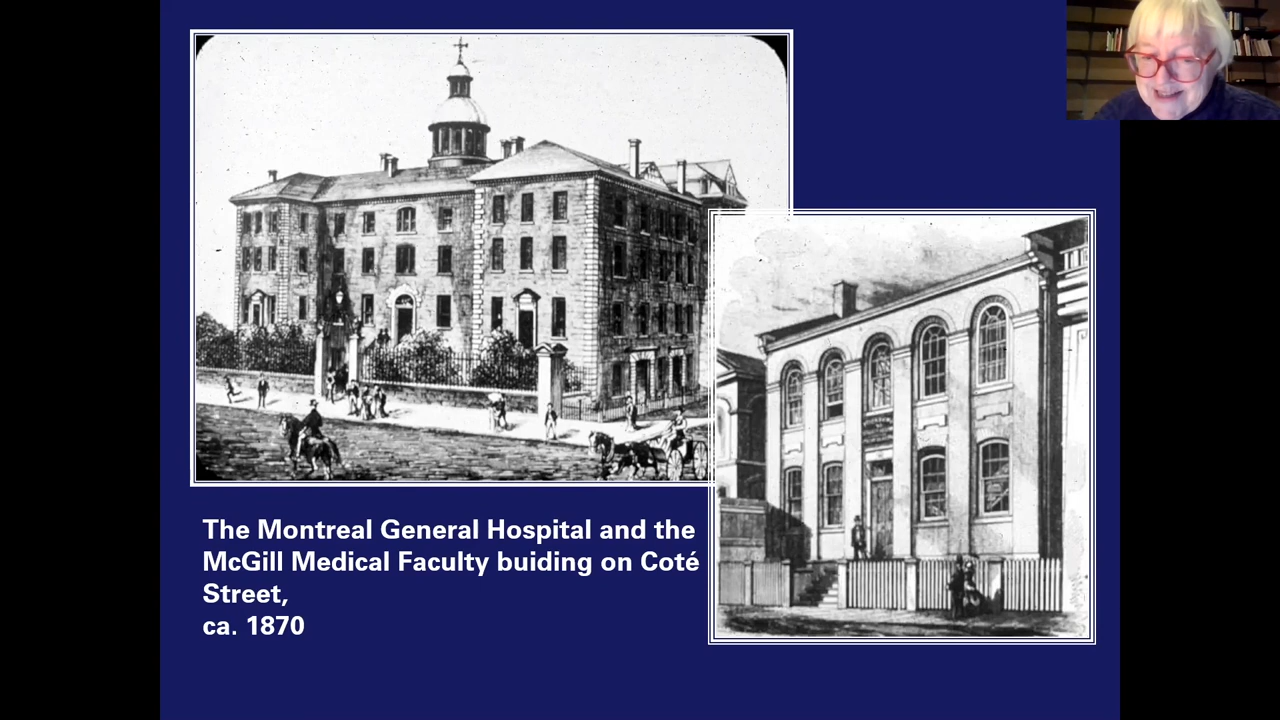 The Montreal General Hospital and the
McGill Medical Faculty buiding on Coté
Street,
ca. 1870